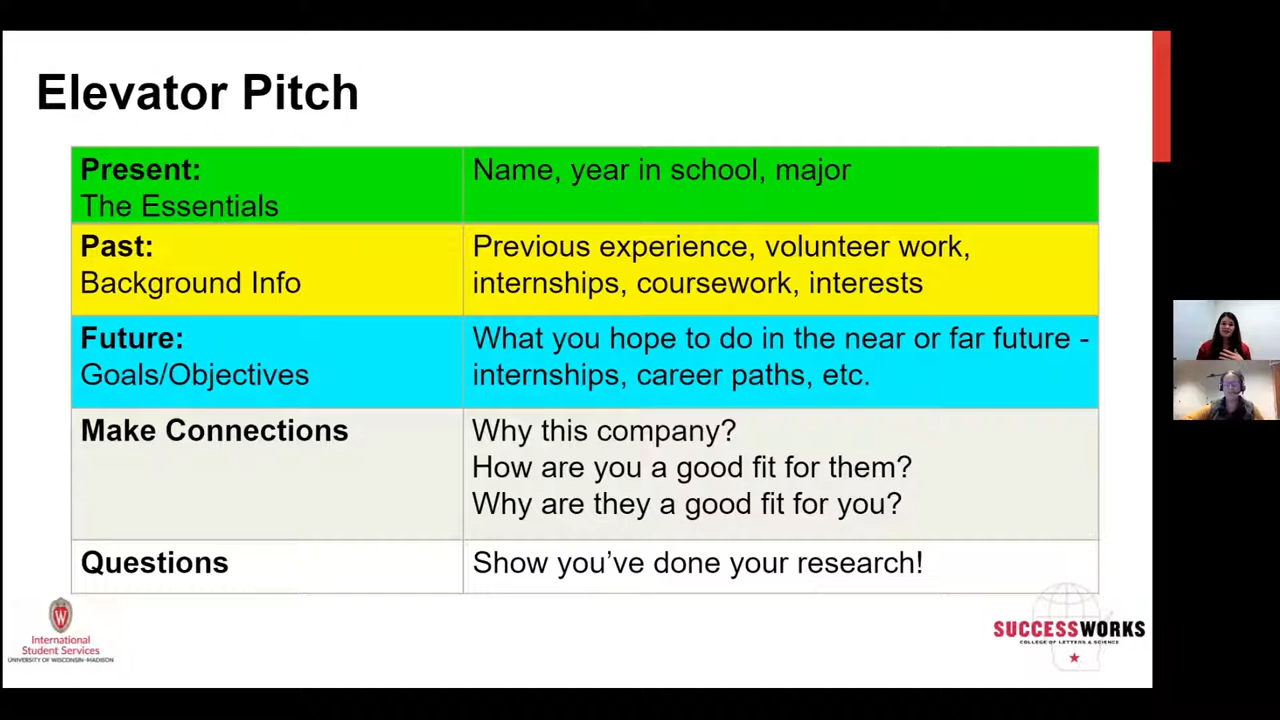 Elevator Pitch
Present:
The Essentials
Name, year in school, major
Past:
Background Info
Previous experience, volunteer work,
internships, coursework, interests
Future:
Goals/Objectives
What you hope to do in the near or far future -
internships, career paths, etc.
Make Connections
Why this company?
How are you a good fit for them?
Why are they a good fit for you?
Questions
Show you’ve done your research!
W
International
Student Services
UNIVERSITY OF WISCONSIN-MADISON
SUCCESSWORKS
COLLEGE OF LETTERS & SCIENCE